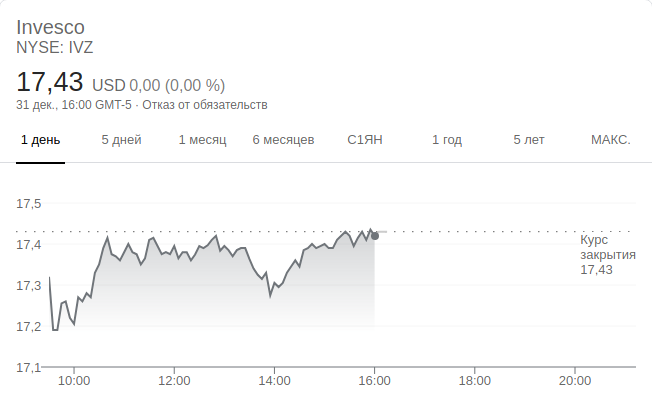 Invesco
NYSE: IVZ
17,43 USD 0,00 (0,00 %)
31 дек., 16:00 GMT-5 · Отказ от обязательств
1 день 5 дней 1 месяц 6 месяцев С1ЯН 1 год 5 лет МАКС.
17,5
17,4
17,3
17,2
17,1
Курс
закрытия
17,43
10:00 12:00 14:00 16:00 18:00 20:00